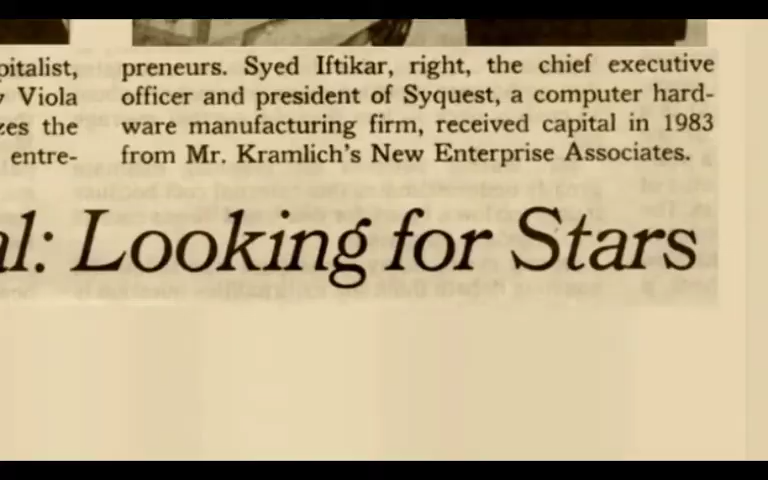 pitalist,
Viola
zes the
entre-
preneurs. Syed Iftikar, right, the chief executive
officer and president of Syquest, a computer hard-
ware manufacturing firm, received capital in 1983
from Mr. Kramlich's New Enterprise Associates.
al: Looking for Stars